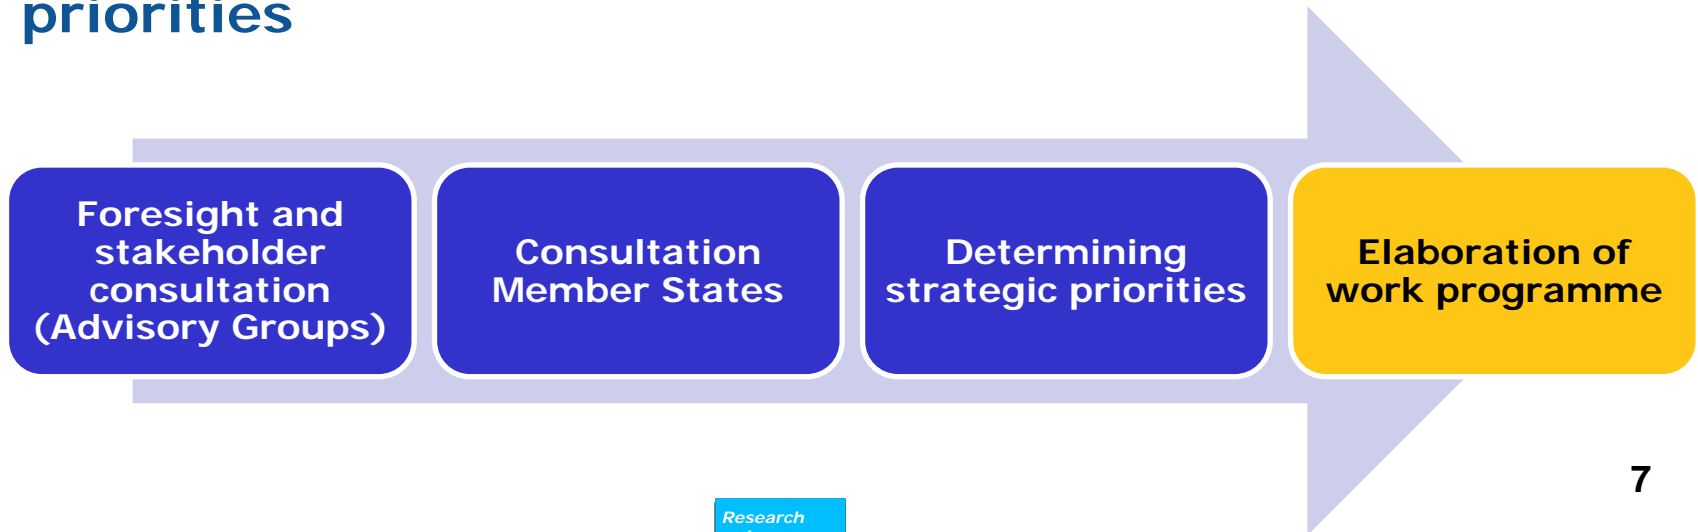 priorities
Foresight and
stakeholder
consultation
(Advisory Groups)
Consultation
Member States
Determining
strategic priorities
Elaboration of
work programme
7
Research